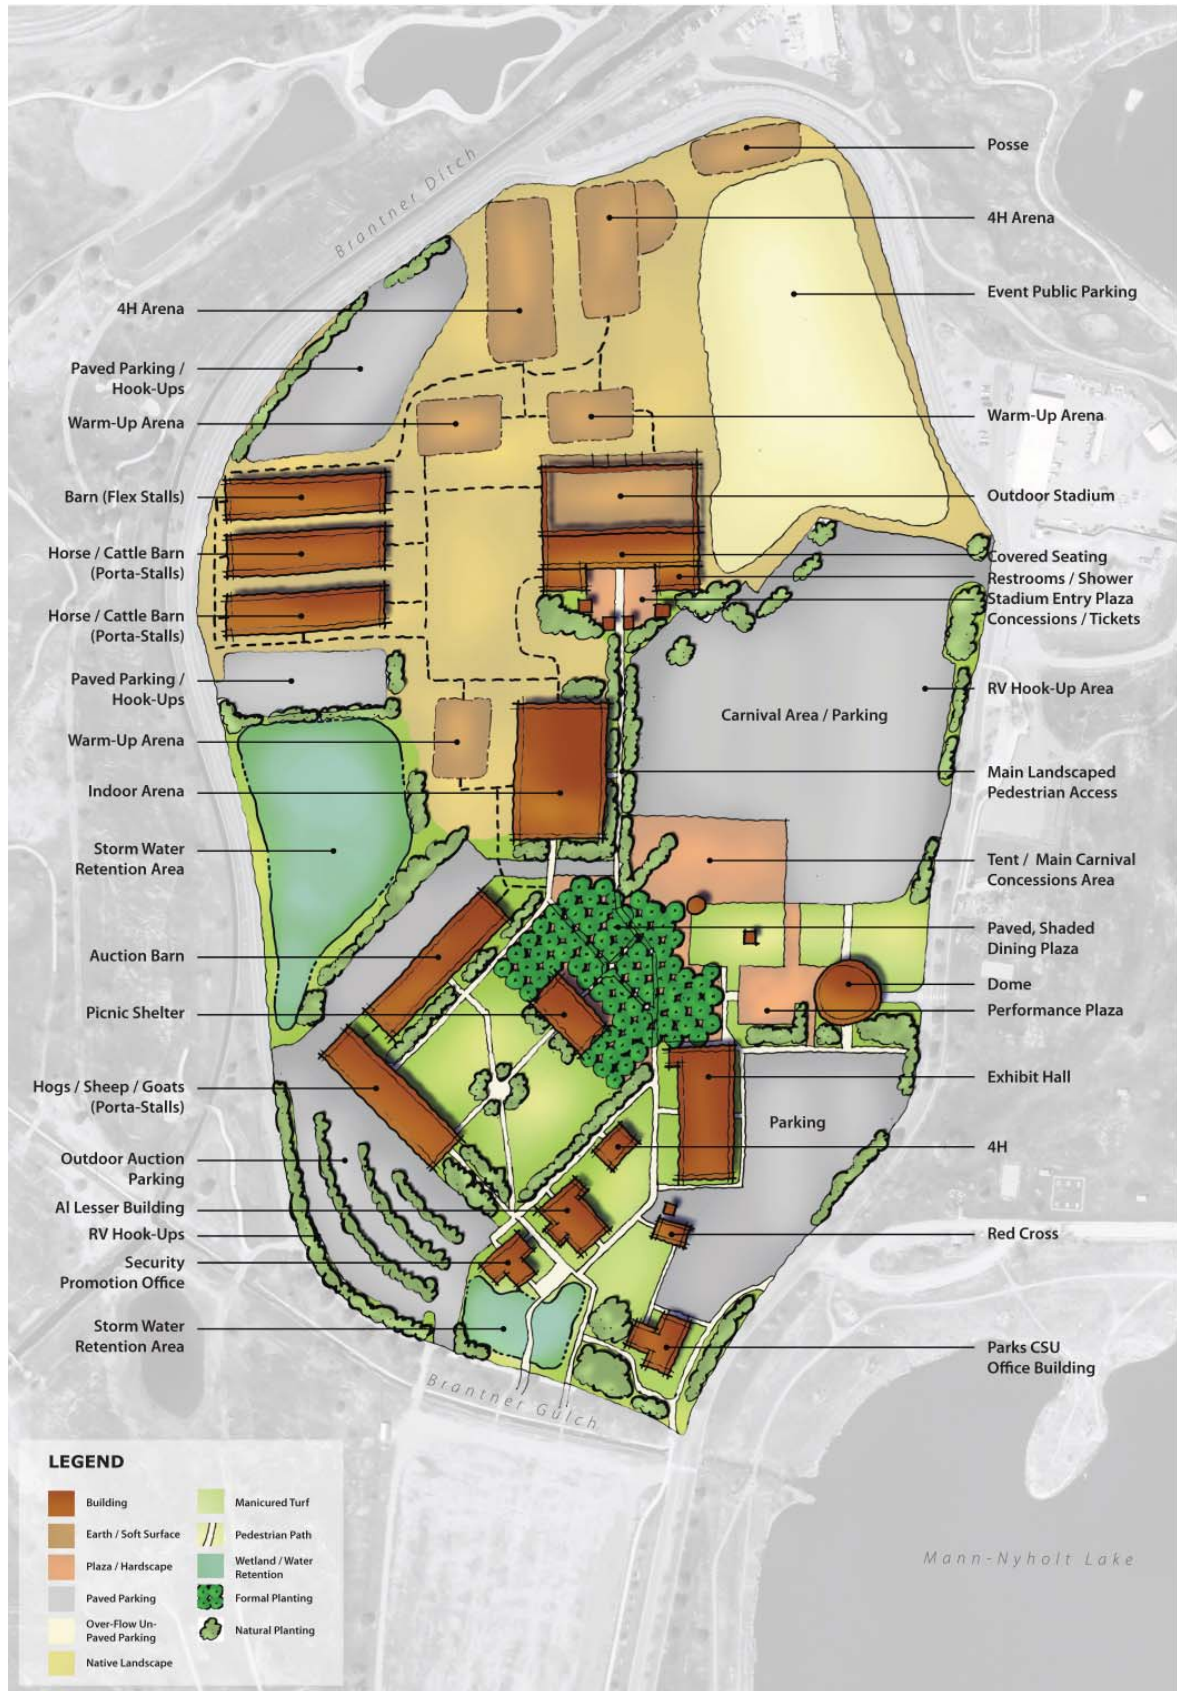 Posse
Brantner Ditch
4H Arena
Event Public Parking
4H Arena
Paved Parking /
Hook-Ups
Warm-Up Arena
Warm-Up Arena
Barn (Flex Stalls)
Outdoor Stadium
Horse / Cattle Barn
(Porta-Stalls)
Covered Seating
Restrooms / Shower
Stadium Entry Plaza
Concessions / Tickets
Horse / Cattle Barn
(Porta-Stalls)
Paved Parking /
Hook-Ups
RV Hook-Up Area
Carnival Area / Parking
Warm-Up Arena
Main Landscaped
Pedestrian Access
Indoor Arena
Storm Water
Retention Area
Tent / Main Carnival
Concessions Area
Paved, Shaded
Dining Plaza
Auction Barn
Dome
Picnic Shelter
Performance Plaza
Hogs / Sheep / Goats
(Porta-Stalls)
Exhibit Hall
Parking
4H
Outdoor Auction
Parking
Al Lesser Building
RV Hook-Ups
Red Cross
Security
Promotion Office
Storm Water
Retention Area
Parks CSU
Office Building
Brantner Gulch
LEGEND
Building
Earth / Soft Surface
Plaza / Hardscape
Paved Parking
Over-Flow Un-
Paved Parking
Native Landscape
Manicured Turf
Pedestrian Path
Wetland / Water
Retention
Formal Planting
Natural Planting
Mann-Nyholt Lake